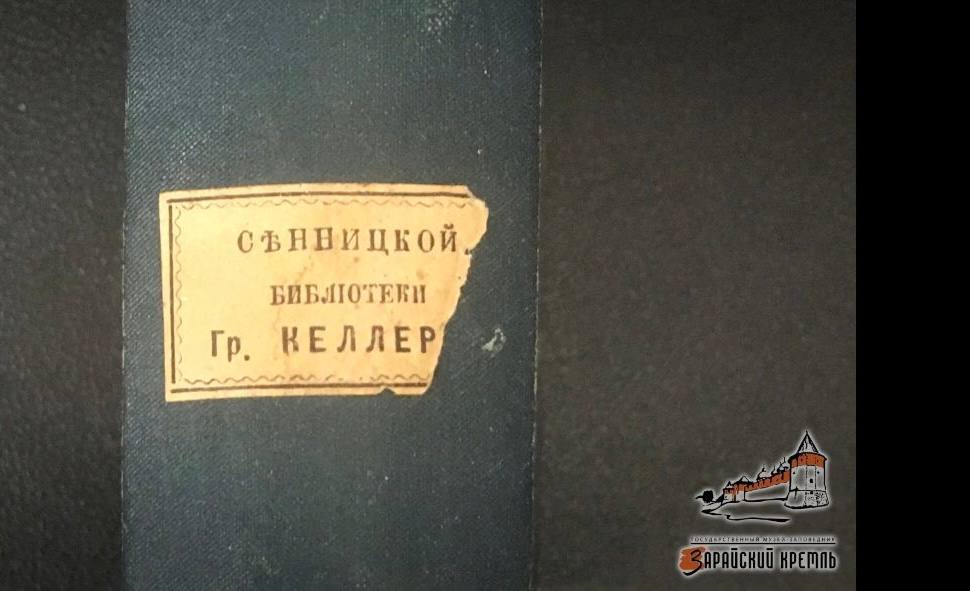 СѢННИЦКОЙ
БИБЛІОТЕКИ
Гр. КЕЛЛЕР
ГОСУДАРСТВЕННЫЙ МУЗЕЙ-ЗАПОВЕДНИК
ЗАРАЙСКИЙ КРЕМЛЬ